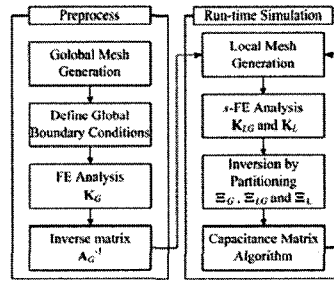 Preprocess
Golobal Mesh
Generation
Define Global
Boundary Conditions
FE Analysis
K_G
Inverse matrix
A_G^-1
Run-time Simulation
Local Mesh
Generation
s-FE Analysis
K_LG and K_L
Inversion by
Partitioning
Ξ_G , Ξ_LG and Ξ_L
Capacitance Matrix
Algorithm